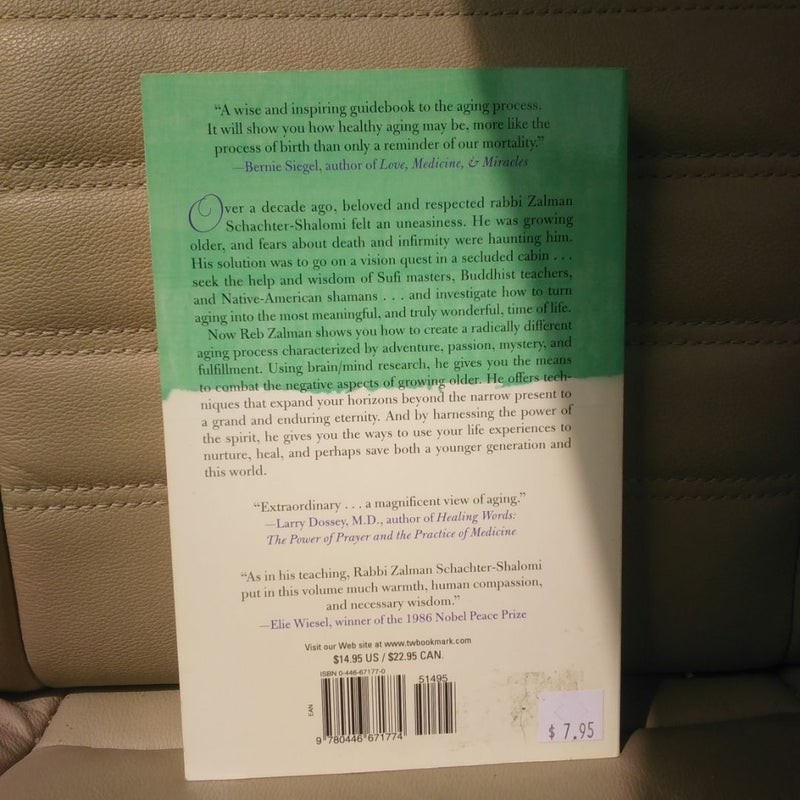 “A wise and inspiring guidebook to the aging process.
It will show you how healthy aging may be, more like the
process of birth than only a reminder of our mortality.”
—Bernie Siegel, author of Love, Medicine, & Miracles
Over a decade ago, beloved and respected rabbi Zalman
Schachter-Shalomi felt an uneasiness. He was growing
older, and fears about death and infirmity were haunting him.
His solution was to go on a vision quest in a secluded cabin . . .
seek the help and wisdom of Sufi masters, Buddhist teachers,
and Native-American shamans . . . and investigate how to turn
aging into the most meaningful, and truly wonderful, time of life.
Now Reb Zalman shows you how to create a radically different
aging process characterized by adventure, passion, mystery, and
fulfillment. Using brain/mind research, he gives you the means
to combat the negative aspects of growing older. He offers tech-
niques that expand your horizons beyond the narrow present to
a grand and enduring eternity. And by harnessing the power of
the spirit, he gives you the ways to use your life experiences to
nurture, heal, and perhaps save both a younger generation and
this world.
“Extraordinary . . . a magnificent view of aging.”
—Larry Dossey, M.D., author of Healing Words:
The Power of Prayer and the Practice of Medicine
“As in his teaching, Rabbi Zalman Schachter-Shalomi
put in this volume much warmth, human compassion,
and necessary wisdom.”
—Elie Wiesel, winner of the 1986 Nobel Peace Prize
Visit our Web site at www.twbookmark.com
$14.95 US / $22.95 CAN.
ISBN 0-446-67177-0
51495
EAN
9 780446 671774
$ 7.95